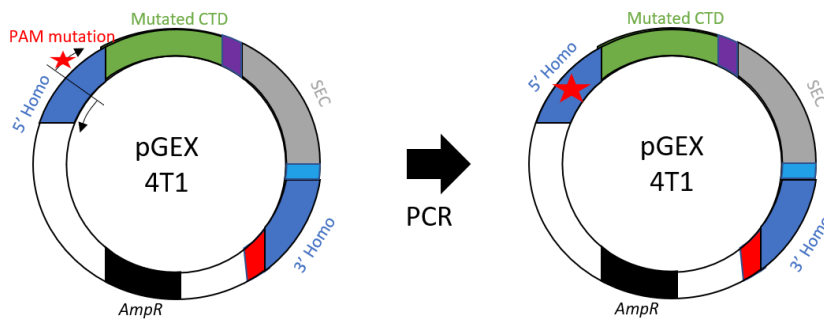 Mutated CTD
PAM mutation
5' Homo
SEC
pGEX
4T1
3' Homo
AmpR
PCR
Mutated CTD
5' Homo
SEC
pGEX
4T1
3' Homo
AmpR